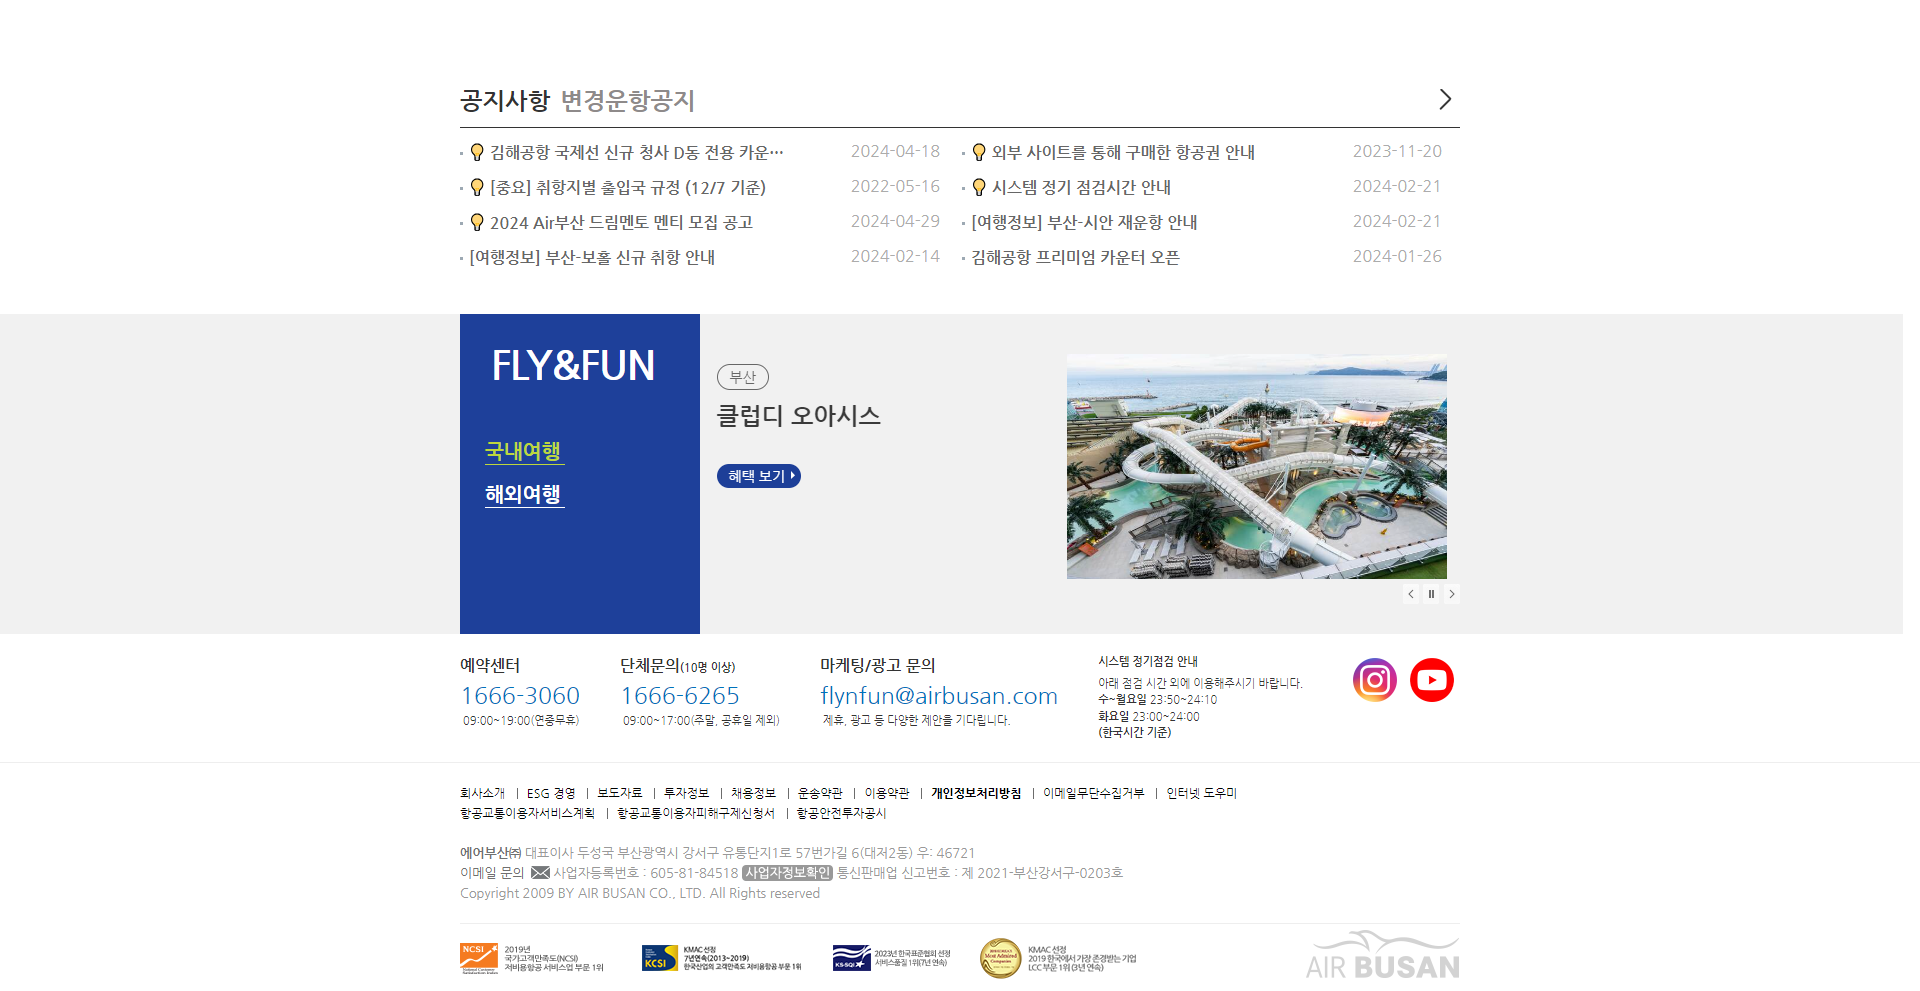 공지사항 변경운항공지
김해공항 국제선 신규 청사 D동 전용 카운… 2024-04-18
외부 사이트를 통해 구매한 항공권 안내 2023-11-20
[중요] 취항지별 출입국 규정 (12/7 기준) 2022-05-16
시스템 정기 점검시간 안내 2024-02-21
2024 Air부산 드림멘토 멘티 모집 공고 2024-04-29
[여행정보] 부산-시안 재운항 안내 2024-02-21
[여행정보] 부산-보홀 신규 취항 안내 2024-02-14
김해공항 프리미엄 카운터 오픈 2024-01-26
FLY&FUN
국내여행
해외여행
부산
클럽디 오아시스
혜택 보기
예약센터
1666-3060
09:00~19:00(연중무휴)
단체문의(10명 이상)
1666-6265
09:00~17:00(주말, 공휴일 제외)
마케팅/광고 문의
flynfun@airbusan.com
제휴, 광고 등 다양한 제안을 기다립니다.
시스템 정기점검 안내
아래 점검 시간 외에 이용해주시기 바랍니다.
수~월요일 23:50~24:10
화요일 23:00~24:00
(한국시간 기준)
회사소개 | ESG 경영 | 보도자료 | 투자정보 | 채용정보 | 운송약관 | 이용약관 | 개인정보처리방침 | 이메일무단수집거부 | 인터넷 도우미
항공교통이용자서비스계획 | 항공교통이용자피해구제신청서 | 항공안전투자공시
에어부산㈜ 대표이사 두성국 부산광역시 강서구 유통단지1로 57번가길 6(대저2동) 우: 46721
이메일 문의 사업자등록번호 : 605-81-84518 사업자정보확인 통신판매업 신고번호 : 제 2021-부산강서구-0203호
Copyright 2009 BY AIR BUSAN CO., LTD. All Rights reserved
NCSI
2019년
국가고객만족도(NCSI)
저비용항공 서비스업 부문 1위
KCSI
KMAC 선정
7년연속(2013~2019)
한국산업의 고객만족도 저비용항공 부문 1위
KS-SQI
2023년 한국표준협회 선정
서비스품질 1위(7년 연속)
Most Admired
KMAC 선정
2019 한국에서 가장 존경받는 기업
LCC 부문 1위 (3년 연속)
AIR BUSAN